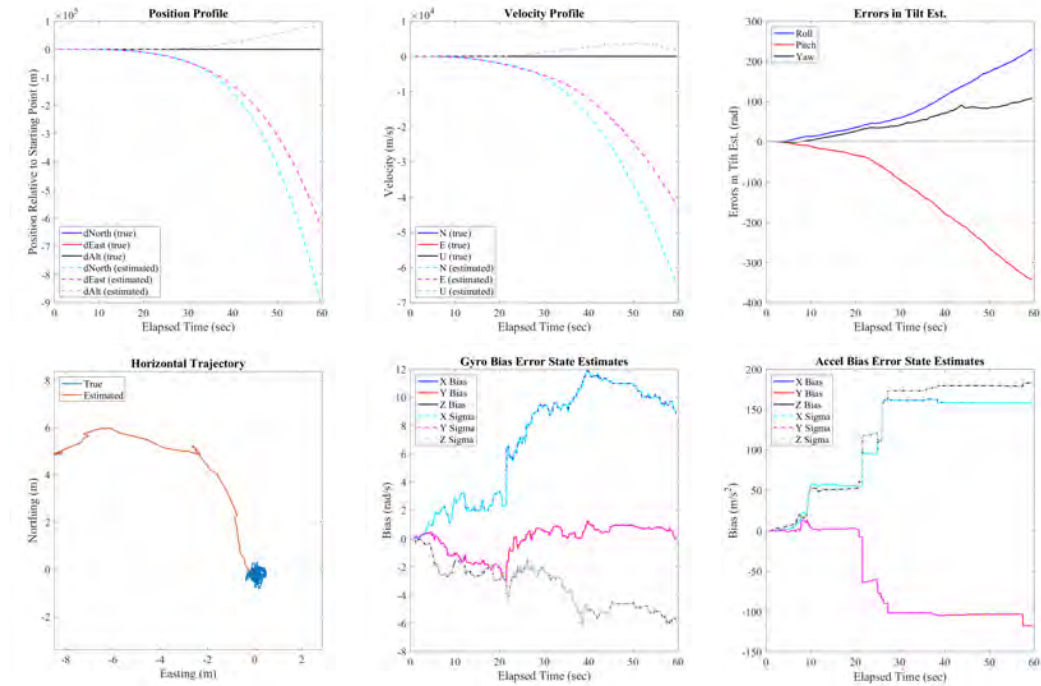 Position Profile
×10⁵
1
0
-1
-2
-3
-4
-5
-6
-7
-8
-9
Position Relative to Starting Point (m)
dNorth (true)
dEast (true)
dAlt (true)
dNorth (estimated)
dEast (estimated)
dAlt (estimated)
0 10 20 30 40 50 60
Elapsed Time (sec)
Velocity Profile
×10⁴
1
0
-1
-2
-3
-4
-5
-6
-7
Velocity (m/s)
N (true)
E (true)
U (true)
N (estimated)
E (estimated)
U (estimated)
0 10 20 30 40 50 60
Elapsed Time (sec)
Errors in Tilt Est.
300
200
100
0
-100
-200
-300
-400
Errors in Tilt Est. (rad)
Roll
Pitch
Yaw
0 10 20 30 40 50 60
Elapsed Time (sec)
Horizontal Trajectory
8
6
4
2
0
-2
Northing (m)
True
Estimated
-8 -6 -4 -2 0 2
Easting (m)
Gyro Bias Error State Estimates
12
10
8
6
4
2
0
-2
-4
-6
-8
Bias (rad/s)
X Bias
Y Bias
Z Bias
X Sigma
Y Sigma
Z Sigma
0 10 20 30 40 50 60
Elapsed Time (sec)
Accel Bias Error State Estimates
200
150
100
50
0
-50
-100
-150
Bias (m/s²)
X Bias
Y Bias
Z Bias
X Sigma
Y Sigma
Z Sigma
0 10 20 30 40 50 60
Elapsed Time (sec)